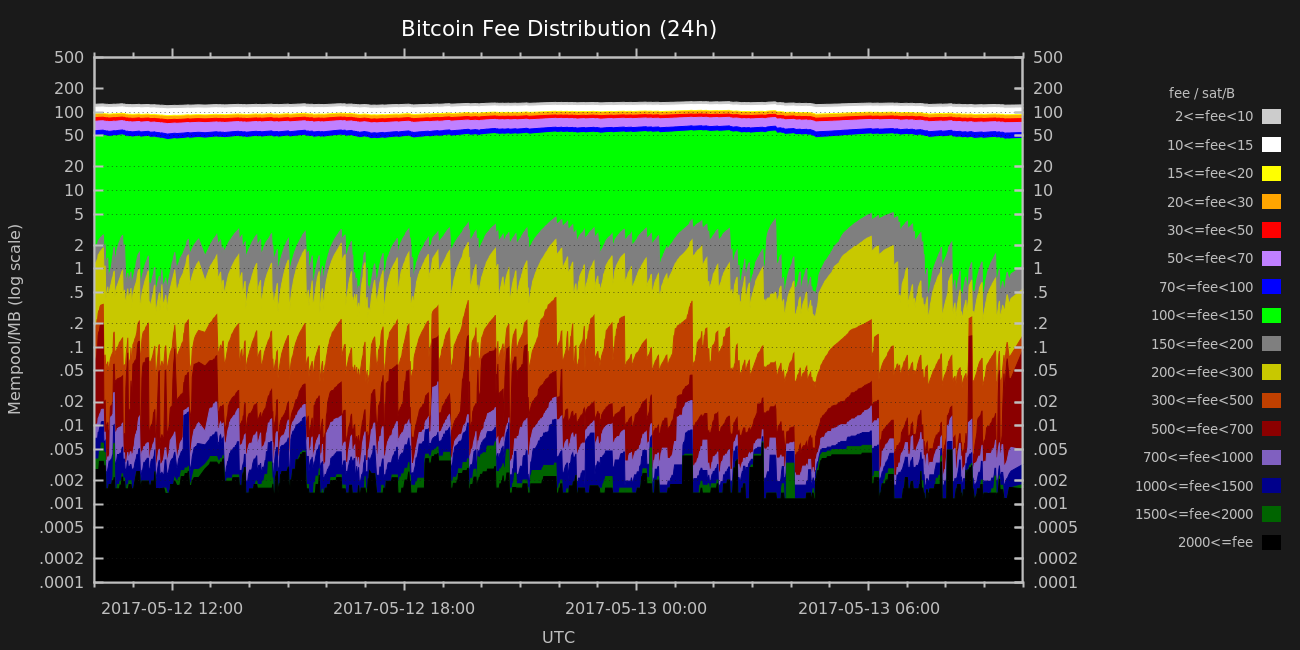 Bitcoin Fee Distribution (24h)
Mempool/MB (log scale)
500
200
100
50
20
10
5
2
1
.5
.2
.1
.05
.02
.01
.005
.002
.001
.0005
.0002
.0001
500
200
100
50
20
10
5
2
1
.5
.2
.1
.05
.02
.01
.005
.002
.001
.0005
.0002
.0001
2017-05-12 12:00
2017-05-12 18:00
2017-05-13 00:00
2017-05-13 06:00
UTC
fee / sat/B
2<=fee<10
10<=fee<15
15<=fee<20
20<=fee<30
30<=fee<50
50<=fee<70
70<=fee<100
100<=fee<150
150<=fee<200
200<=fee<300
300<=fee<500
500<=fee<700
700<=fee<1000
1000<=fee<1500
1500<=fee<2000
2000<=fee